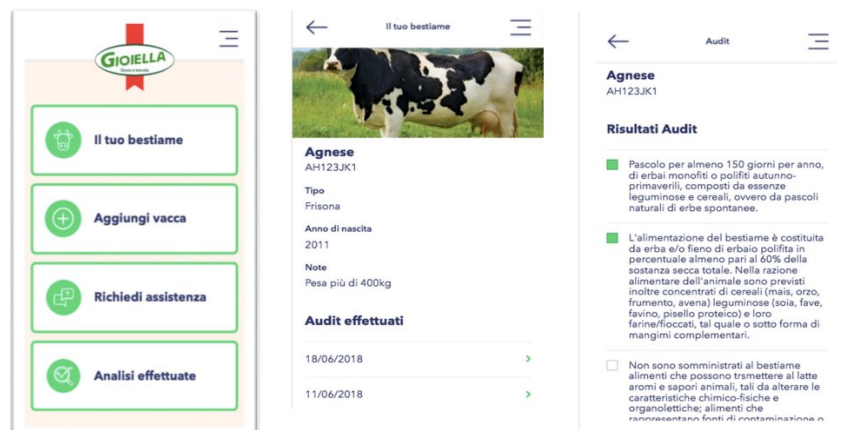 GIOIELLA
Il tuo bestiame
Aggiungi vacca
Richiedi assistenza
Analisi effettuate
Il tuo bestiame
Agnese
AH123JK1
Tipo
Frisona
Anno di nascita
2011
Note
Pesa più di 400kg
Audit effettuati
18/06/2018
11/06/2018
Audit
Agnese
AH123JK1
Risultati Audit
Pascolo per almeno 150 giorni per anno,
di erbai monofiti o polifiti autunno-
primaverili, composti da essenze
leguminose e cereali, ovvero da pascoli
naturali di erbe spontanee.
L'alimentazione del bestiame è costituita
da erba e/o fieno di erbaio polifita in
percentuale almeno pari al 60% della
sostanza secca totale. Nella razione
alimentare dell'animale sono previsti
inoltre concentrati di cereali (mais, orzo,
frumento, avena) leguminose (soia, fave,
favino, pisello proteico) e loro
farine/fioccati, tal quale o sotto forma di
mangimi complementari.
Non sono somministrati al bestiame
alimenti che possono trsmettere al latte
aromi e sapori animali, tali da alterare le
caratteristiche chimico-fisiche e
organolettiche; alimenti che
rappresentano fonti di contaminazione o